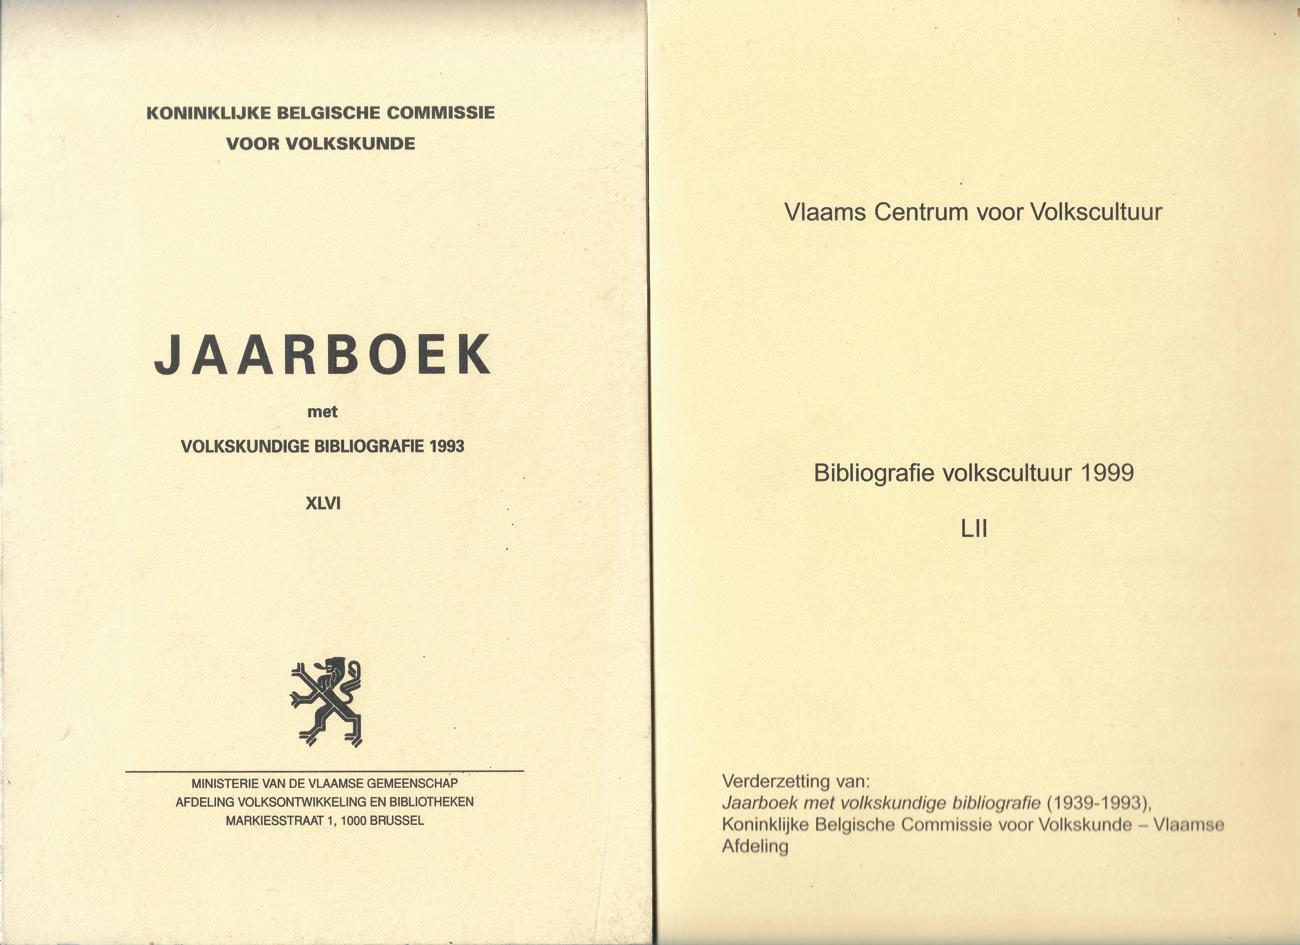 KONINKLIJKE BELGISCHE COMMISSIE
VOOR VOLKSKUNDE
JAARBOEK
met
VOLKSKUNDIGE BIBLIOGRAFIE 1993
XLVI
MINISTERIE VAN DE VLAAMSE GEMEENSCHAP
AFDELING VOLKSONTWIKKELING EN BIBLIOTHEKEN
MARKIESSTRAAT 1, 1000 BRUSSEL
Vlaams Centrum voor Volkscultuur
Bibliografie volkscultuur 1999
LII
Verderzetting van:
Jaarboek met volkskundige bibliografie (1939-1993),
Koninklijke Belgische Commissie voor Volkskunde – Vlaamse
Afdeling